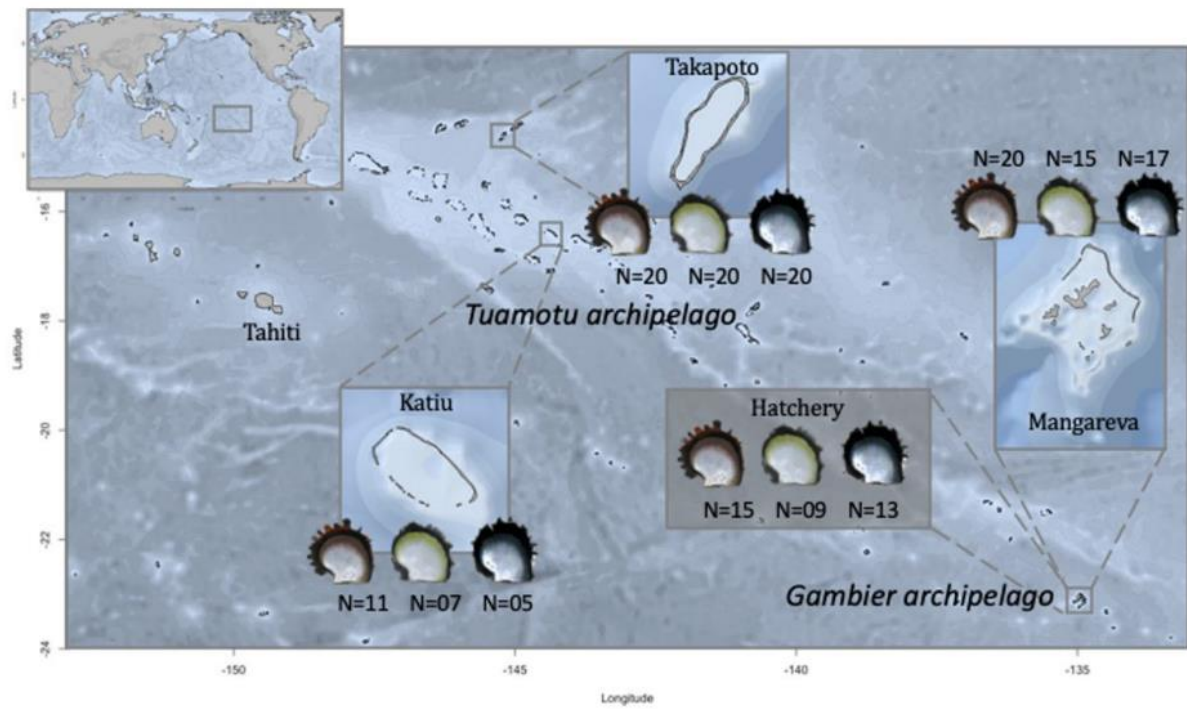 Takapoto
N=20 N=15 N=17
N=20 N=20 N=20
Tuamotu archipelago
Tahiti
Katiu
Hatchery
Mangareva
N=15 N=09 N=13
N=11 N=07 N=05
Gambier archipelago
-16
-18
-20
-22
-24
Latitude
-150 -145 -140 -135
Longitude